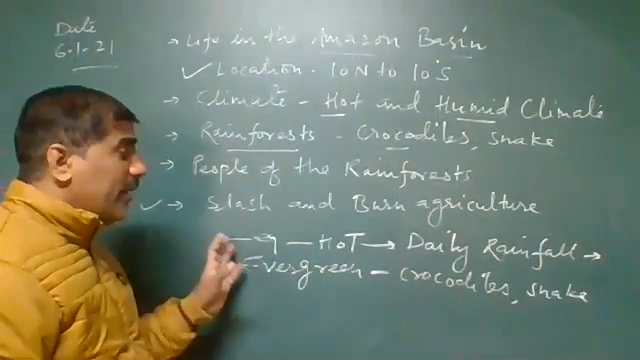 Date
6.1.21
→ Life in the Amazon Basin
✓ Location - 10N to 10°S
→ Climate - Hot and Humid Climate
→ Rainforests - Crocodiles, snake
→ People of the Rainforests
✓ → Slash and Burn agriculture
— HOT → Daily Rainfall →
Evergreen - crocodiles, snake